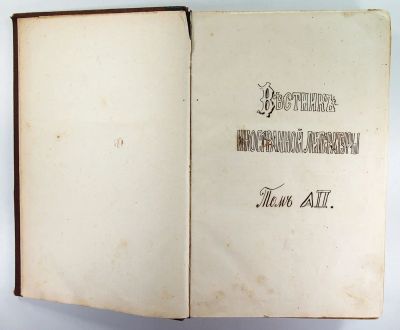 Вѣстникъ
иностранной литературы
Томъ